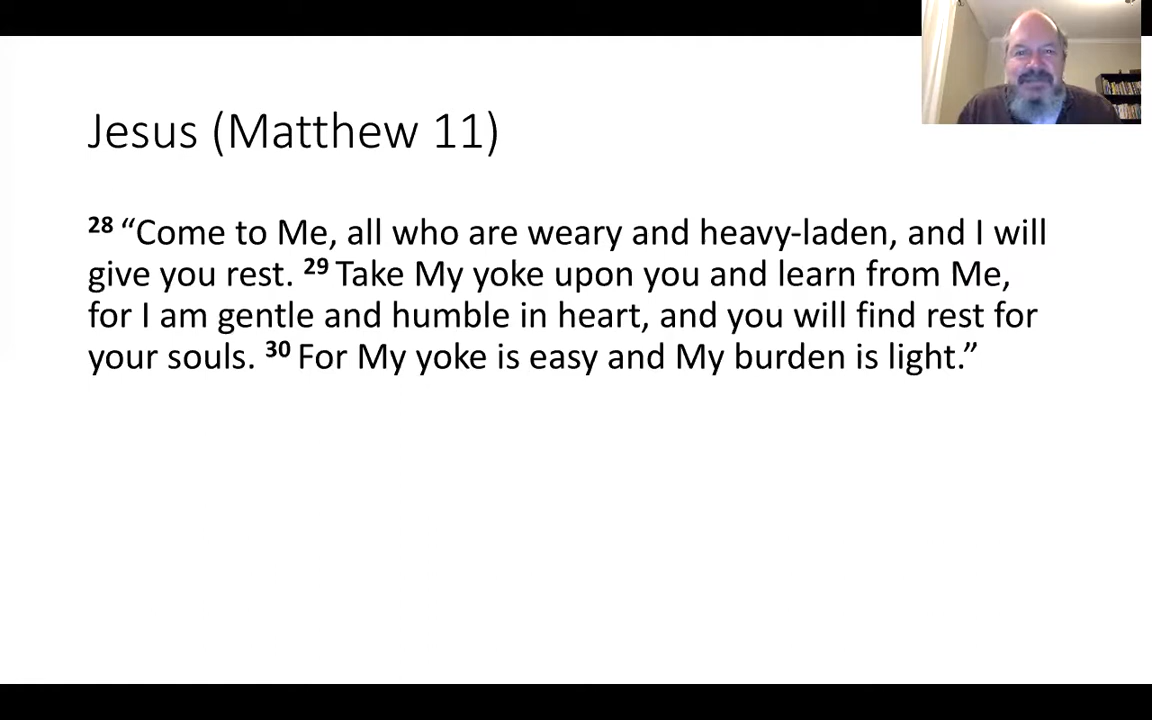 Jesus (Matthew 11)
28 “Come to Me, all who are weary and heavy-laden, and I will
give you rest. 29 Take My yoke upon you and learn from Me,
for I am gentle and humble in heart, and you will find rest for
your souls. 30 For My yoke is easy and My burden is light.”